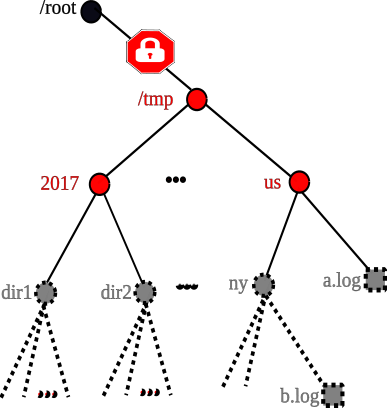 /root
/tmp
2017
us
dir1
dir2
ny
a.log
b.log